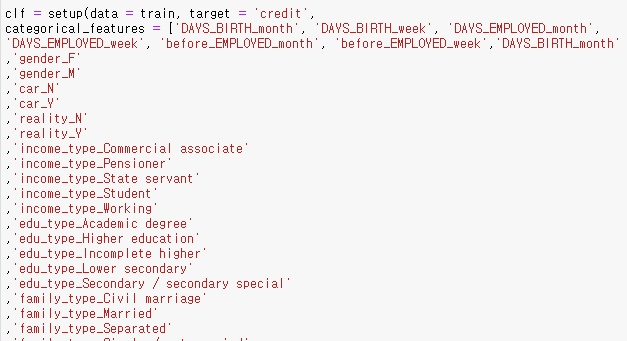 clf = setup(data = train, target = 'credit',
categorical_features = ['DAYS_BIRTH_month', 'DAYS_BIRTH_week', 'DAYS_EMPLOYED_month',
'DAYS_EMPLOYED_week', 'before_EMPLOYED_month', 'before_EMPLOYED_week','DAYS_BIRTH_month'
,'gender_F'
,'gender_M'
,'car_N'
,'car_Y'
,'reality_N'
,'reality_Y'
,'income_type_Commercial associate'
,'income_type_Pensioner'
,'income_type_State servant'
,'income_type_Student'
,'income_type_Working'
,'edu_type_Academic degree'
,'edu_type_Higher education'
,'edu_type_Incomplete higher'
,'edu_type_Lower secondary'
,'edu_type_Secondary / secondary special'
,'family_type_Civil marriage'
,'family_type_Married'
,'family_type_Separated'